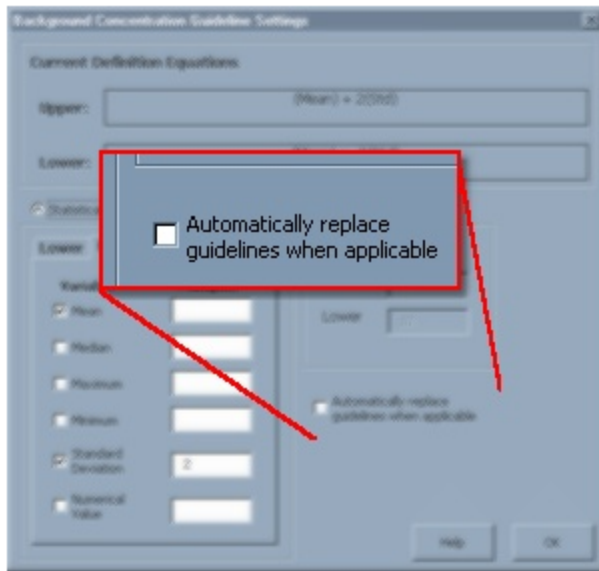 Background Concentration Guideline Settings
Current Definition Equations
Upper:
(Mean) + 2(Std)
Lower:
Automatically replace
guidelines when applicable
Lower
Mean
Lower
Median
Maximum
Automatically replace
guidelines when applicable
Minimum
Standard
Deviation
2
Numerical
Value
Help
OK